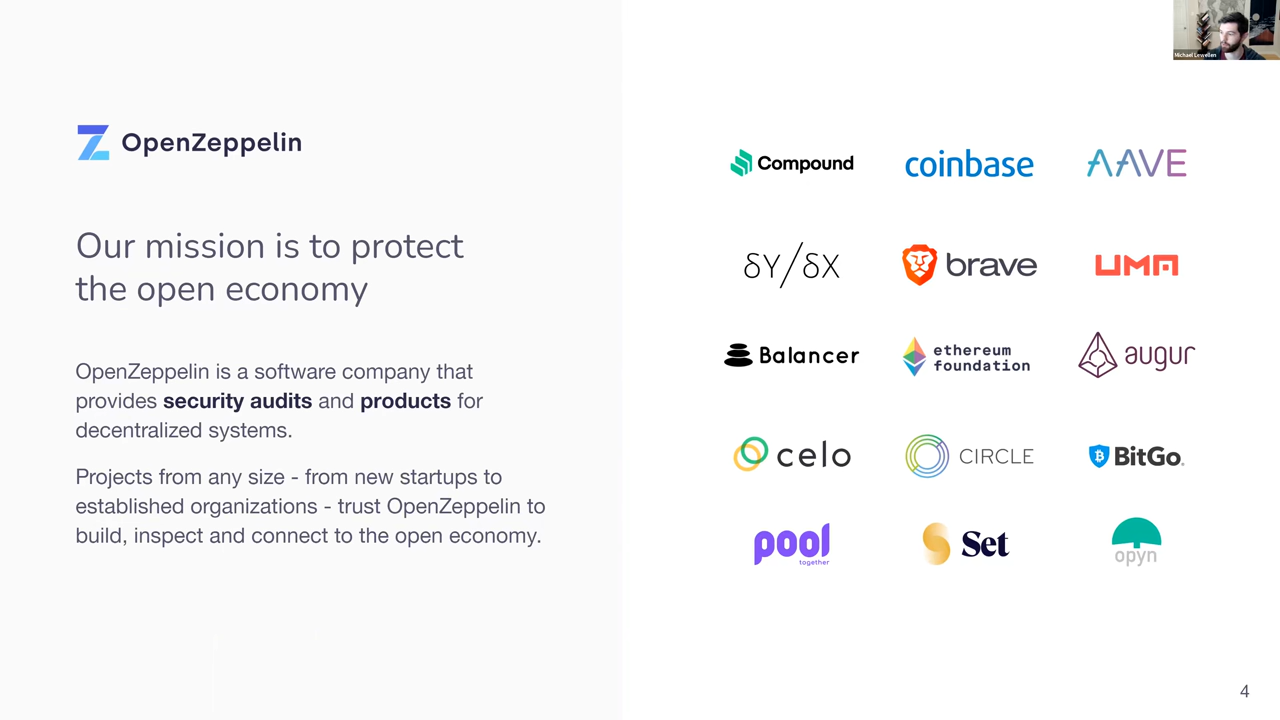 OpenZeppelin
Our mission is to protect
the open economy
OpenZeppelin is a software company that
provides security audits and products for
decentralized systems.
Projects from any size - from new startups to
established organizations - trust OpenZeppelin to
build, inspect and connect to the open economy.
Michael Lewellen
Compound
coinbase
AAVE
δY/δX
brave
UMA
Balancer
ethereum
foundation
augur
celo
CIRCLE
BitGo
pool
together
Set
opyn
4